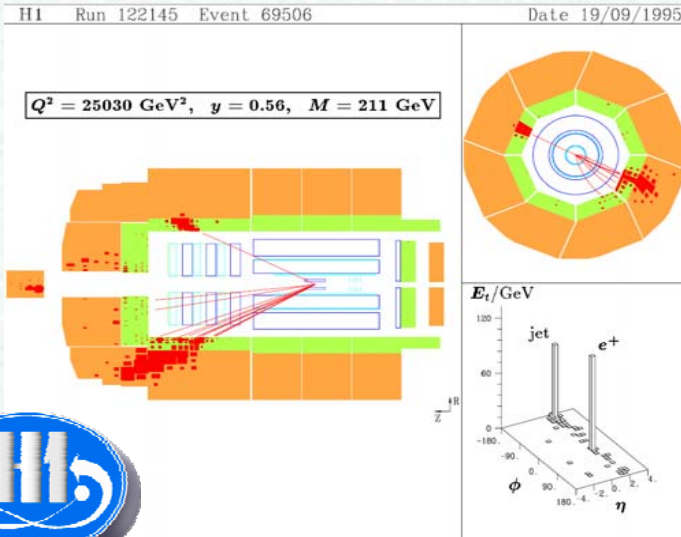 H1 Run 122145 Event 69506 Date 19/09/1995
Q² = 25030 GeV², y = 0.56, M = 211 GeV
R
Z
E_t/GeV
jet
e⁺
120
60
0
-180.
-90.
0.
90.
180.
ϕ
-4.
-2.
0.
2.
4.
η
H1